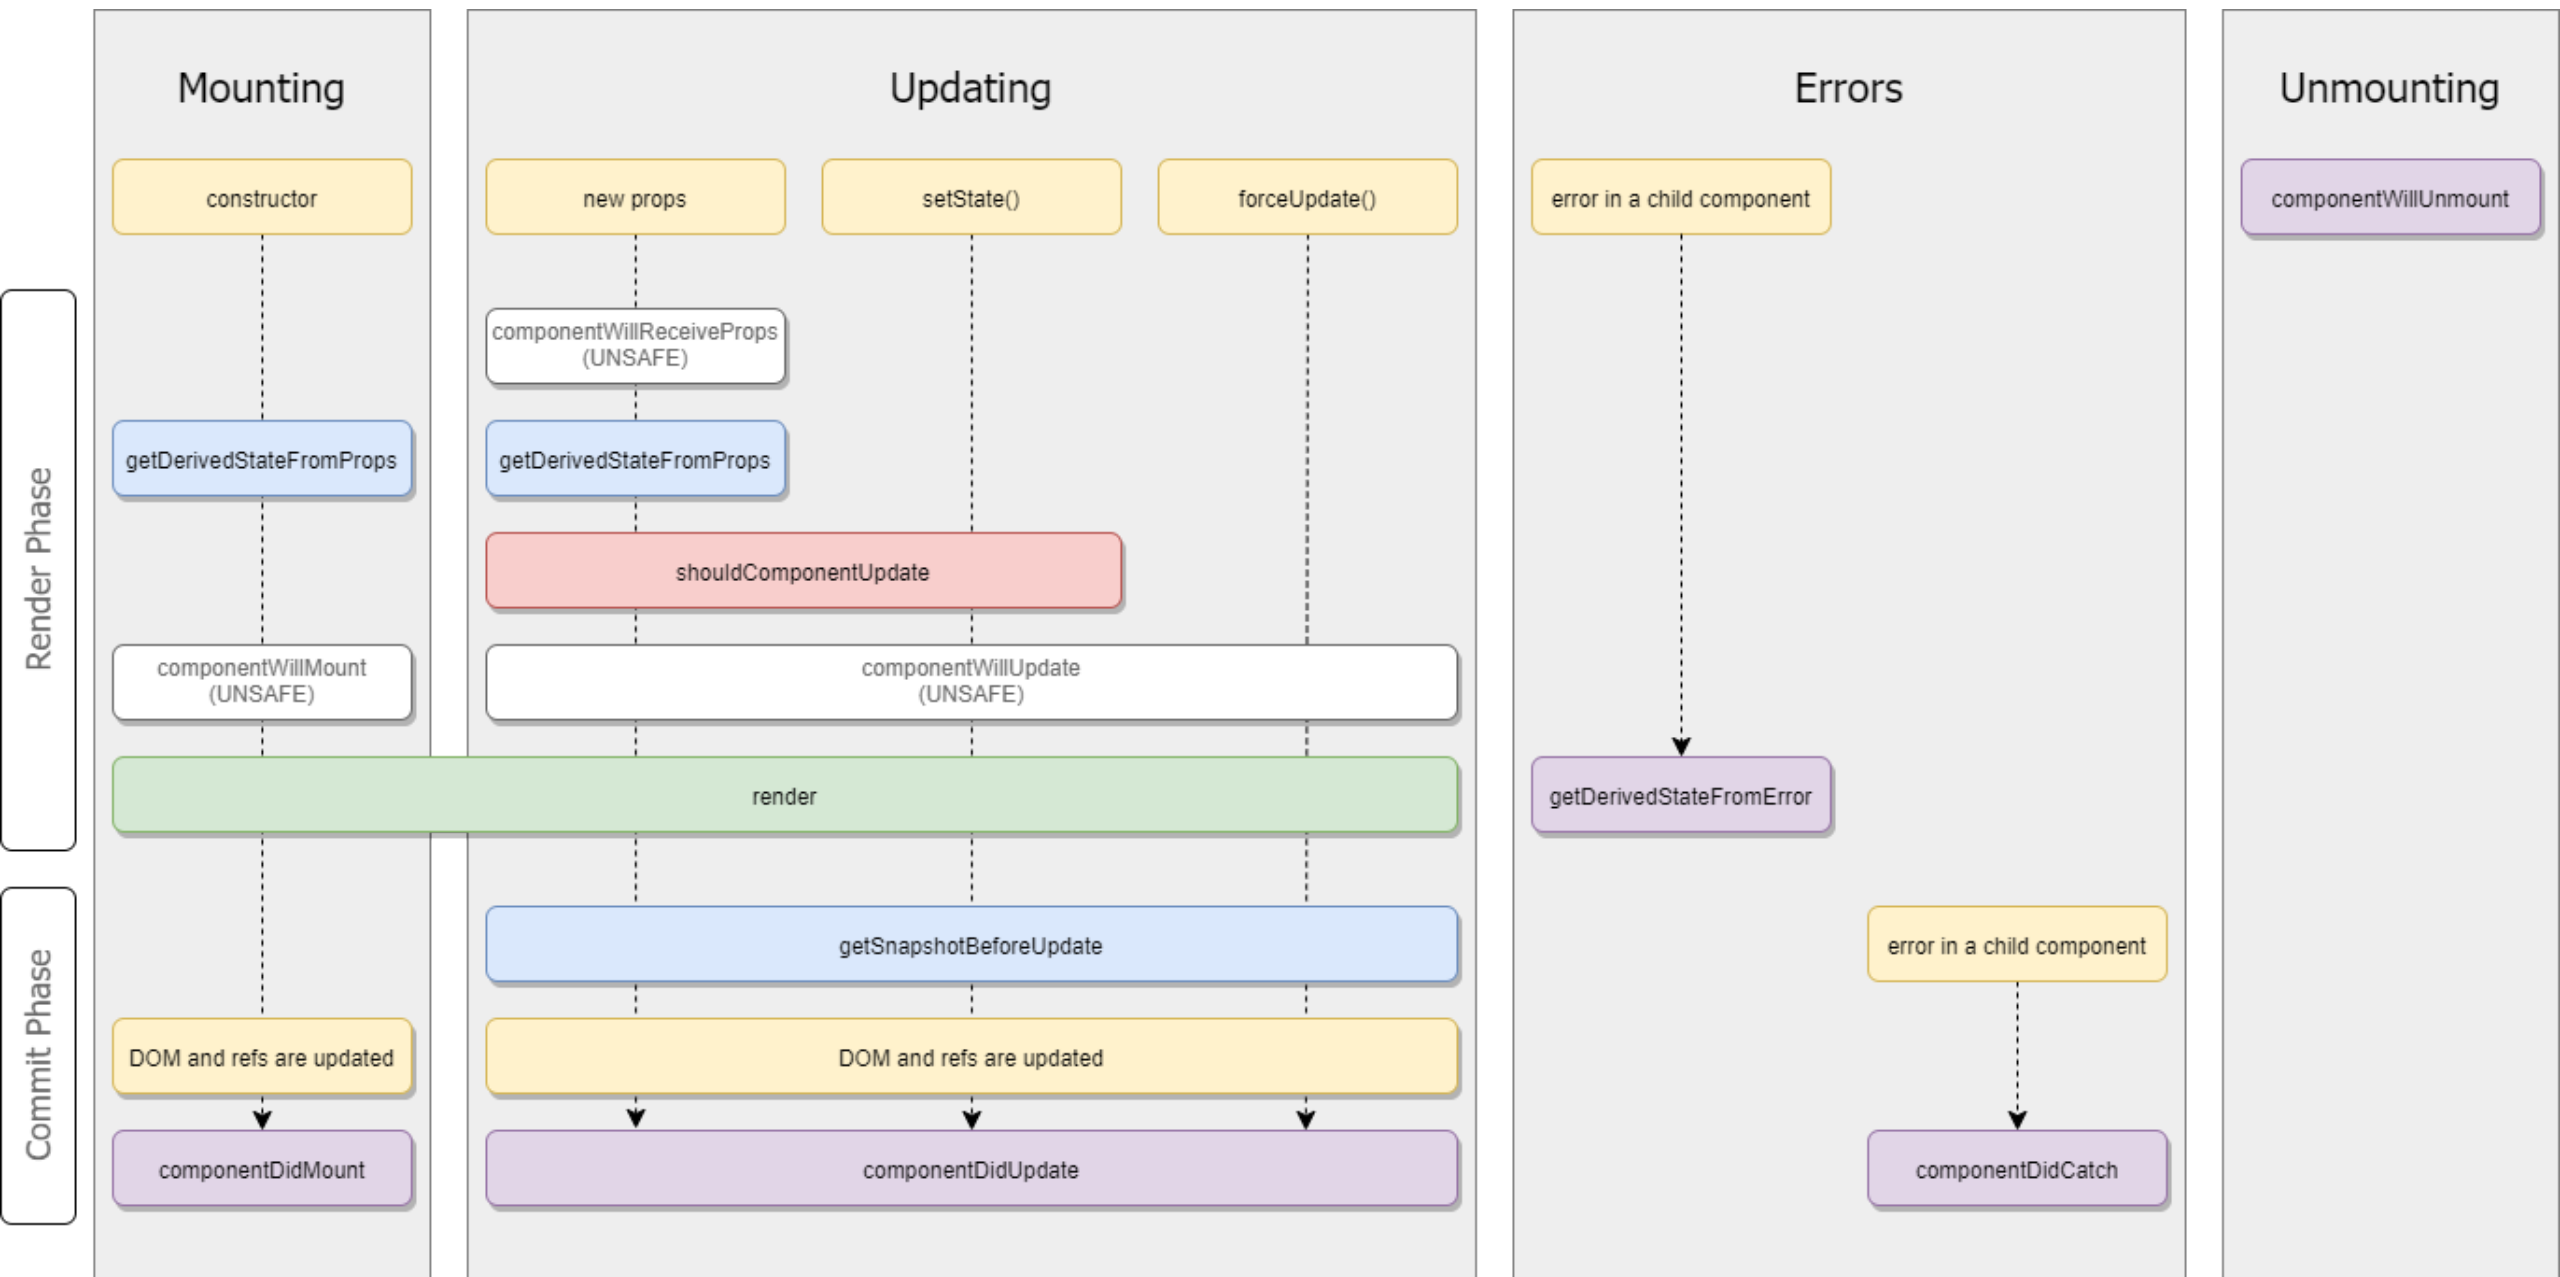 Mounting
Updating
Errors
Unmounting
constructor
new props
setState()
forceUpdate()
error in a child component
componentWillUnmount
Render Phase
componentWillReceiveProps
(UNSAFE)
getDerivedStateFromProps
getDerivedStateFromProps
shouldComponentUpdate
componentWillMount
(UNSAFE)
componentWillUpdate
(UNSAFE)
render
getDerivedStateFromError
Commit Phase
getSnapshotBeforeUpdate
error in a child component
DOM and refs are updated
DOM and refs are updated
componentDidMount
componentDidUpdate
componentDidCatch